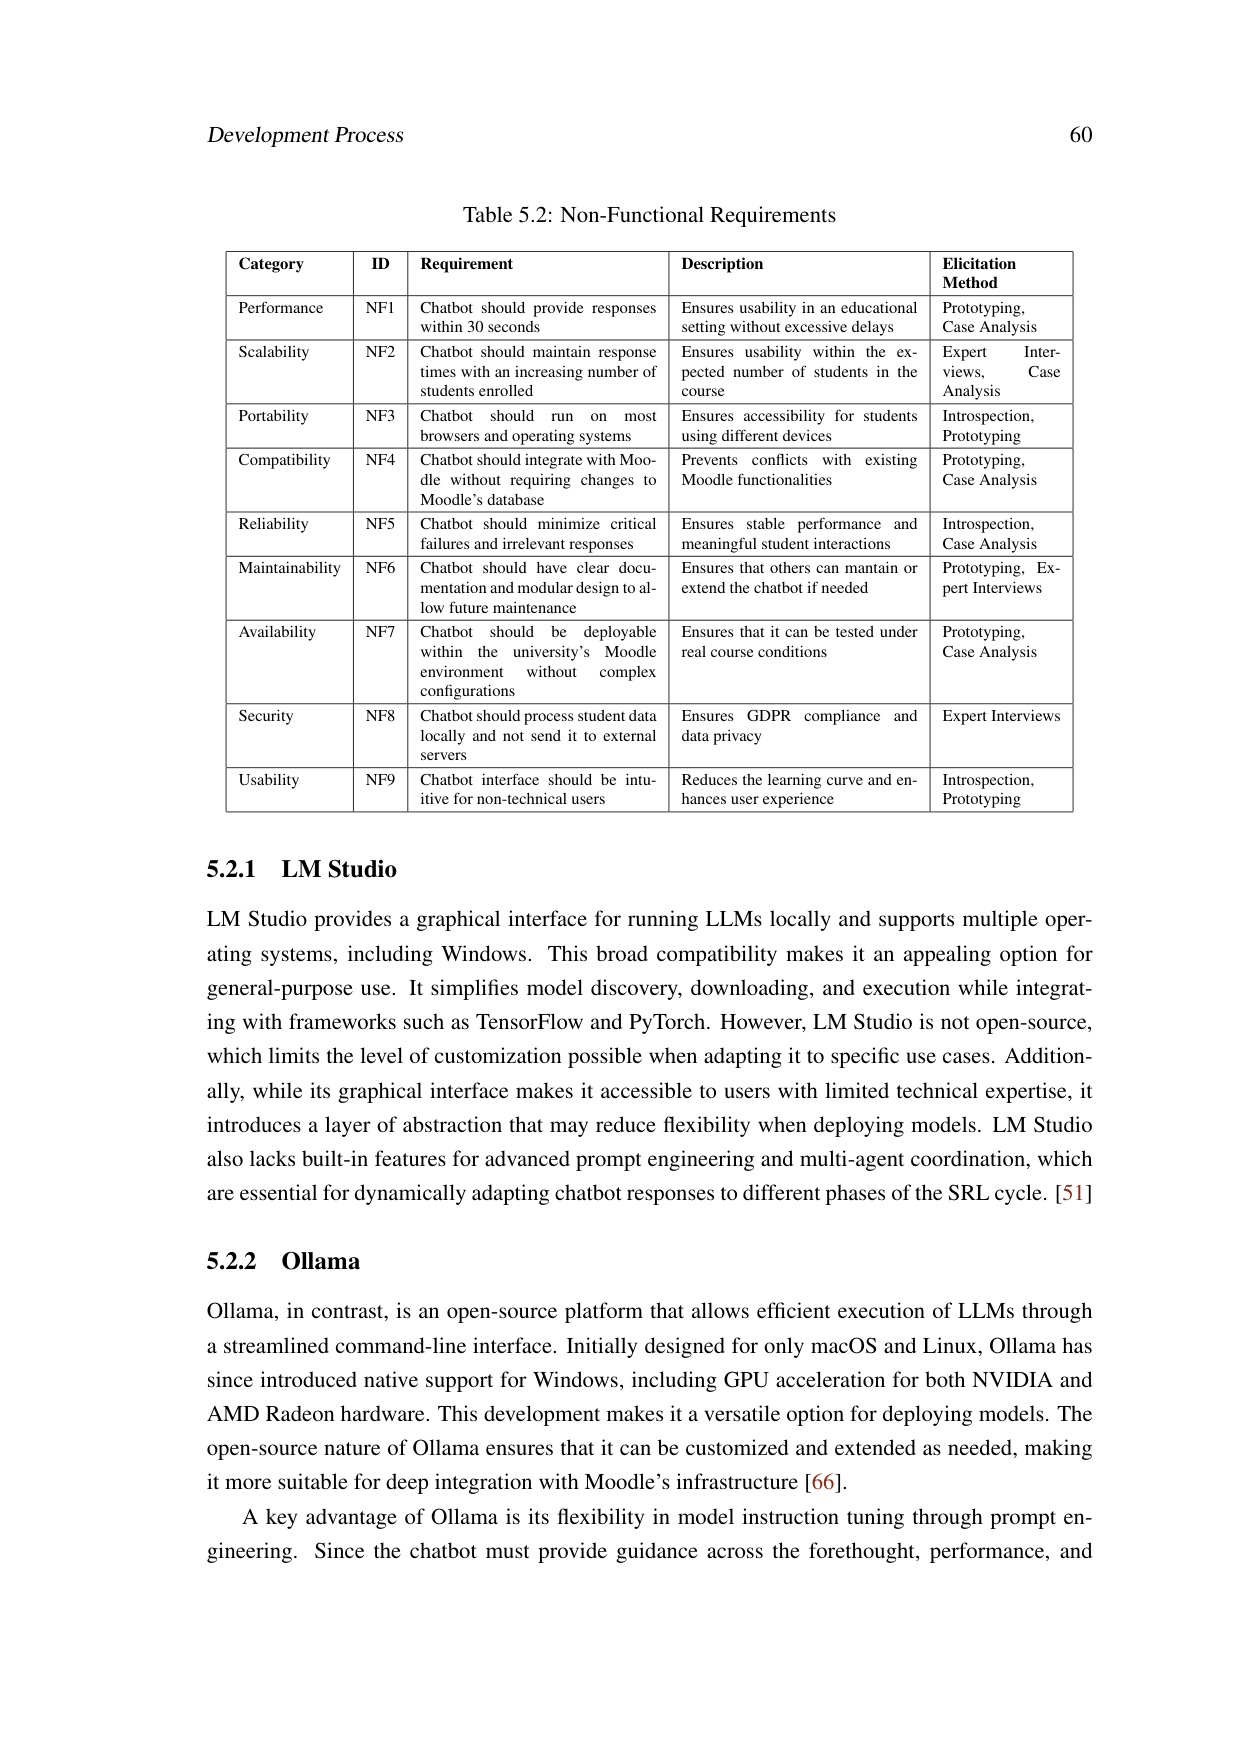 Development Process 60
Table 5.2: Non-Functional Requirements
Category ID Requirement Description Elicitation
Method
Performance NF1 Chatbot should provide responses Ensures usability in an educational Prototyping,
within 30 seconds setting without excessive delays Case Analysis
Scalability NF2 Chatbot should maintain response Ensures usability within the ex- Expert Inter-
times with an increasing number of pected number of students in the views, Case
students enrolled course Analysis
Portability NF3 Chatbot should run on most Ensures accessibility for students Introspection,
browsers and operating systems using different devices Prototyping
Compatibility NF4 Chatbot should integrate with Moo- Prevents conflicts with existing Prototyping,
dle without requiring changes to Moodle functionalities Case Analysis
Moodle's database
Reliability NF5 Chatbot should minimize critical Ensures stable performance and Introspection,
failures and irrelevant responses meaningful student interactions Case Analysis
Maintainability NF6 Chatbot should have clear docu- Ensures that others can mantain or Prototyping, Ex-
mentation and modular design to al- extend the chatbot if needed pert Interviews
low future maintenance
Availability NF7 Chatbot should be deployable Ensures that it can be tested under Prototyping,
within the university's Moodle real course conditions Case Analysis
environment without complex
configurations
Security NF8 Chatbot should process student data Ensures GDPR compliance and Expert Interviews
locally and not send it to external data privacy
servers
Usability NF9 Chatbot interface should be intu- Reduces the learning curve and en- Introspection,
itive for non-technical users hances user experience Prototyping
5.2.1 LM Studio
LM Studio provides a graphical interface for running LLMs locally and supports multiple oper-
ating systems, including Windows. This broad compatibility makes it an appealing option for
general-purpose use. It simplifies model discovery, downloading, and execution while integrat-
ing with frameworks such as TensorFlow and PyTorch. However, LM Studio is not open-source,
which limits the level of customization possible when adapting it to specific use cases. Addition-
ally, while its graphical interface makes it accessible to users with limited technical expertise, it
introduces a layer of abstraction that may reduce flexibility when deploying models. LM Studio
also lacks built-in features for advanced prompt engineering and multi-agent coordination, which
are essential for dynamically adapting chatbot responses to different phases of the SRL cycle. [51]
5.2.2 Ollama
Ollama, in contrast, is an open-source platform that allows efficient execution of LLMs through
a streamlined command-line interface. Initially designed for only macOS and Linux, Ollama has
since introduced native support for Windows, including GPU acceleration for both NVIDIA and
AMD Radeon hardware. This development makes it a versatile option for deploying models. The
open-source nature of Ollama ensures that it can be customized and extended as needed, making
it more suitable for deep integration with Moodle's infrastructure [66].
A key advantage of Ollama is its flexibility in model instruction tuning through prompt en-
gineering. Since the chatbot must provide guidance across the forethought, performance, and